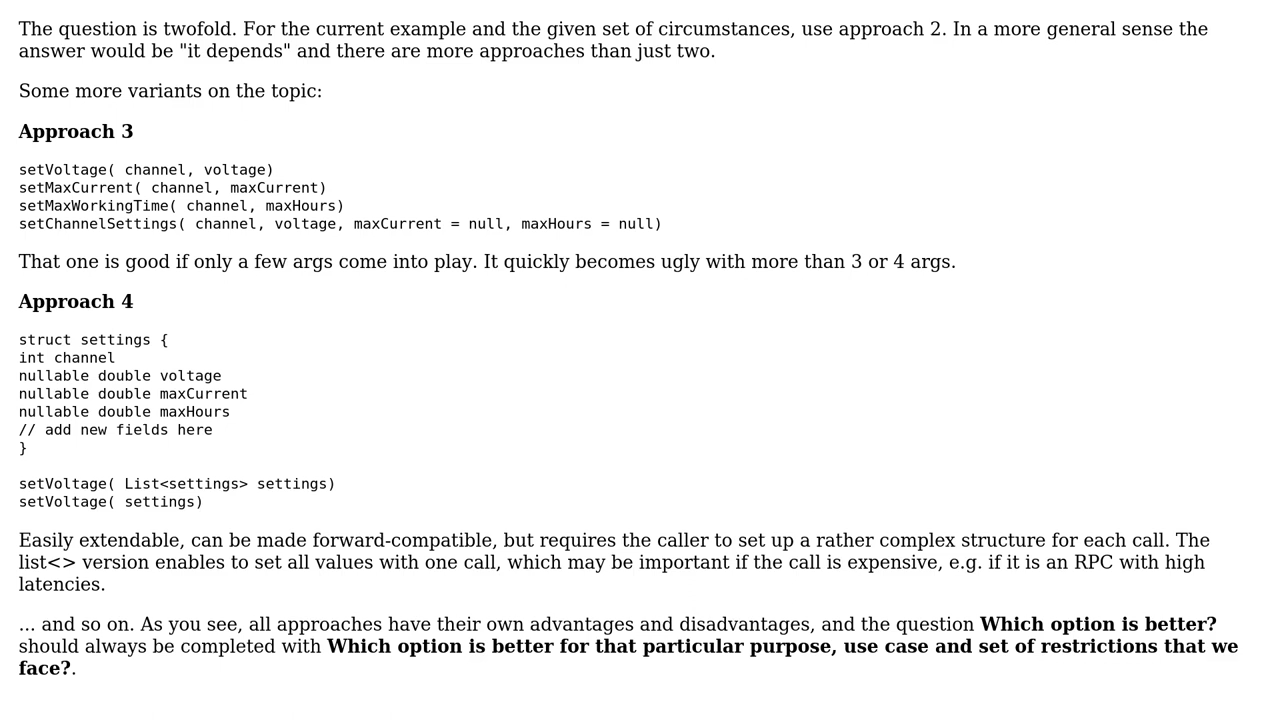 The question is twofold. For the current example and the given set of circumstances, use approach 2. In a more general sense the
answer would be "it depends" and there are more approaches than just two.
Some more variants on the topic:
Approach 3
setVoltage( channel, voltage)
setMaxCurrent( channel, maxCurrent)
setMaxWorkingTime( channel, maxHours)
setChannelSettings( channel, voltage, maxCurrent = null, maxHours = null)
That one is good if only a few args come into play. It quickly becomes ugly with more than 3 or 4 args.
Approach 4
struct settings {
int channel
nullable double voltage
nullable double maxCurrent
nullable double maxHours
// add new fields here
}
setVoltage( List<settings> settings)
setVoltage( settings)
Easily extendable, can be made forward-compatible, but requires the caller to set up a rather complex structure for each call. The
list<> version enables to set all values with one call, which may be important if the call is expensive, e.g. if it is an RPC with high
latencies.
... and so on. As you see, all approaches have their own advantages and disadvantages, and the question Which option is better?
should always be completed with Which option is better for that particular purpose, use case and set of restrictions that we
face?.